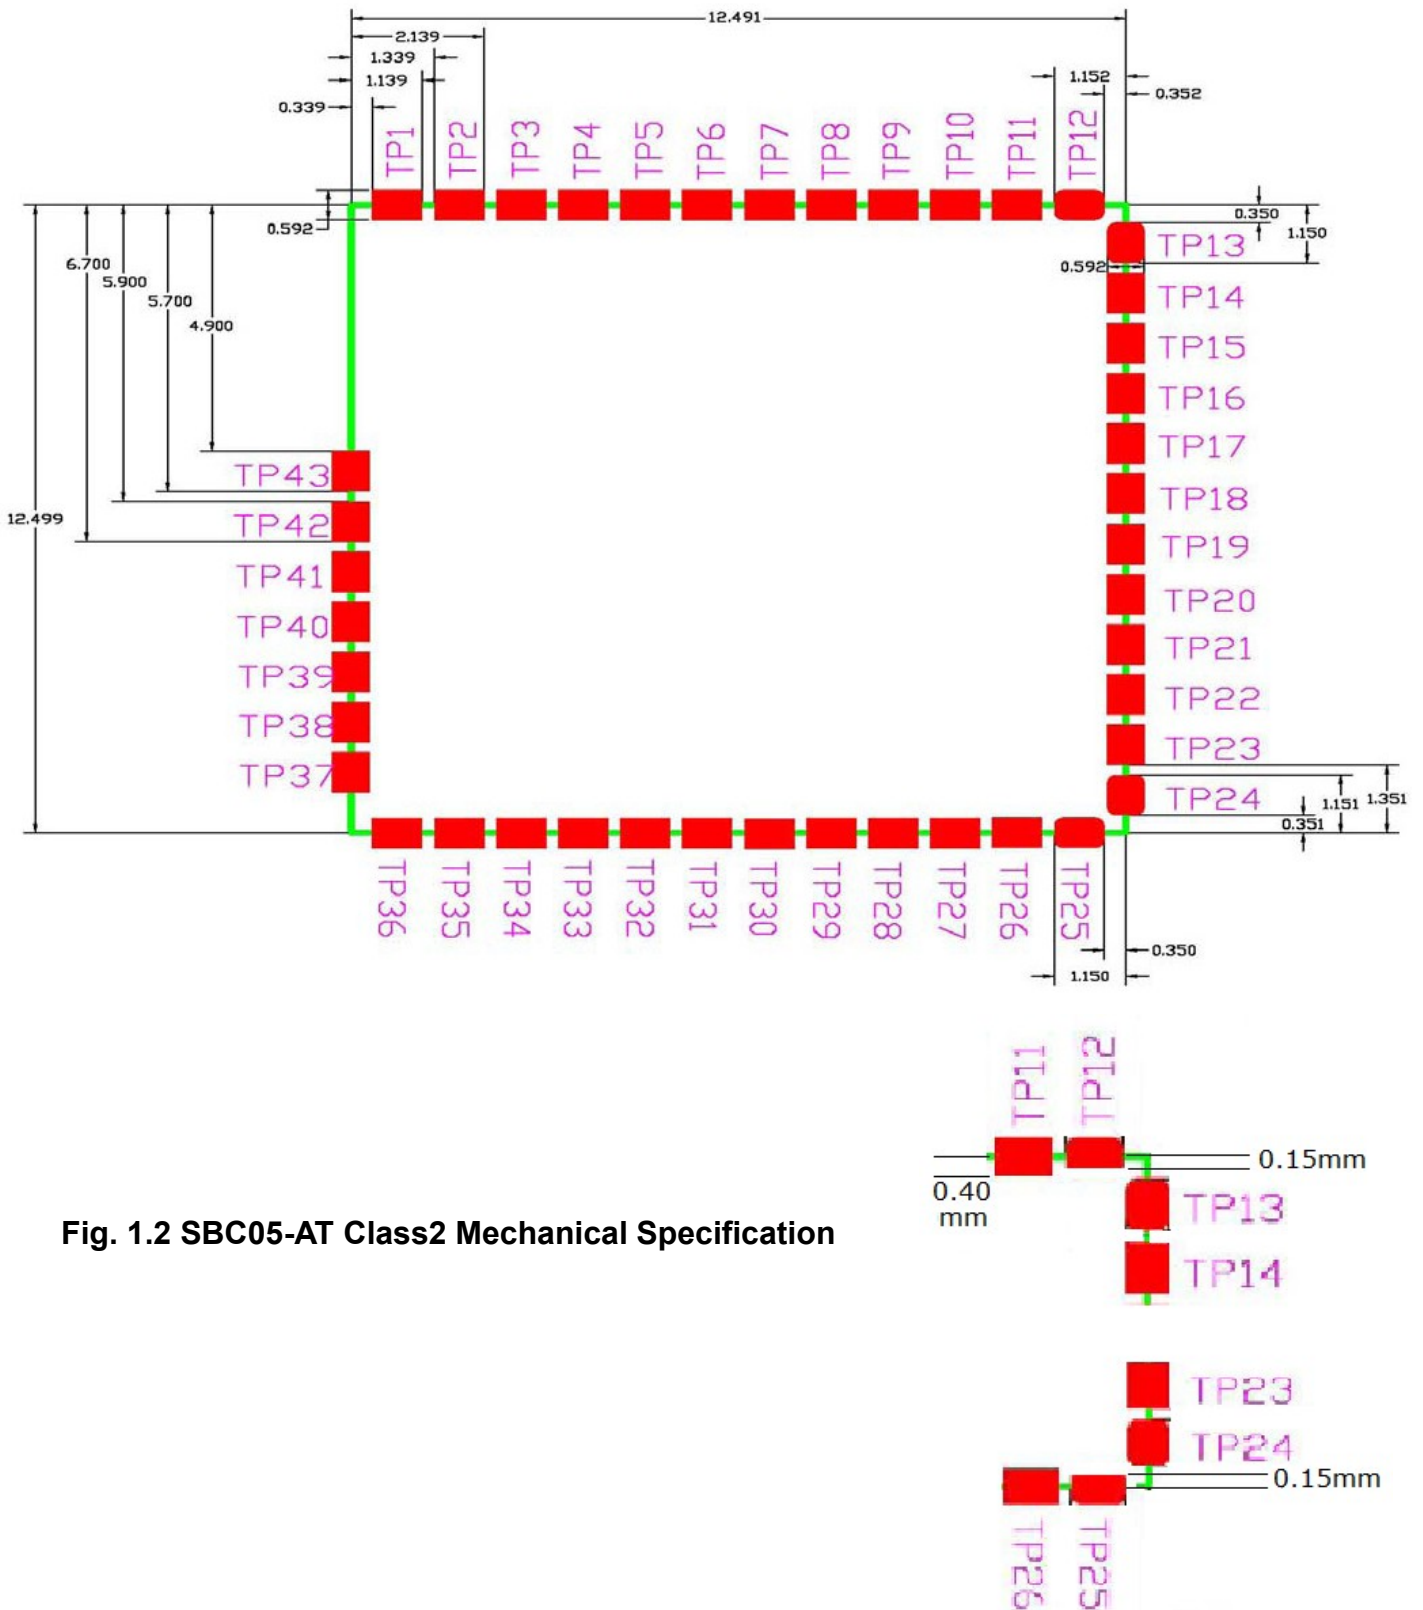 12.491
2.139
1.339
1.139
0.339
1.152
0.352
TP1 TP2 TP3 TP4 TP5 TP6 TP7 TP8 TP9 TP10 TP11 TP12
0.592
0.350
1.150
0.592
TP13
TP14
TP15
TP16
TP17
TP18
TP19
TP20
TP21
TP22
TP23
TP24
6.700
5.900
5.700
4.900
12.499
TP43
TP42
TP41
TP40
TP39
TP38
TP37
1.351
1.151
0.351
TP36 TP35 TP34 TP33 TP32 TP31 TP30 TP29 TP28 TP27 TP26 TP25
0.350
1.150
TP11 TP12
0.15mm
0.40
mm
TP13
TP14
Fig. 1.2 SBC05-AT Class2 Mechanical Specification
TP23
TP24
0.15mm
TP26 TP25